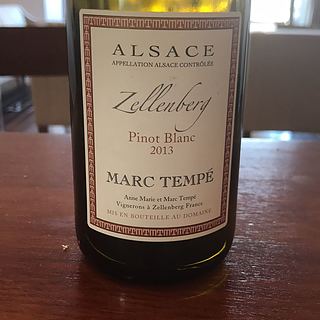 ALSACE
APPELLATION ALSACE CONTRÔLÉE
Zellenberg
Pinot Blanc
2013
MARC TEMPÉ
Anne Marie et Marc Tempé
Vignerons à Zellenberg France
MIS EN BOUTEILLE AU DOMAINE